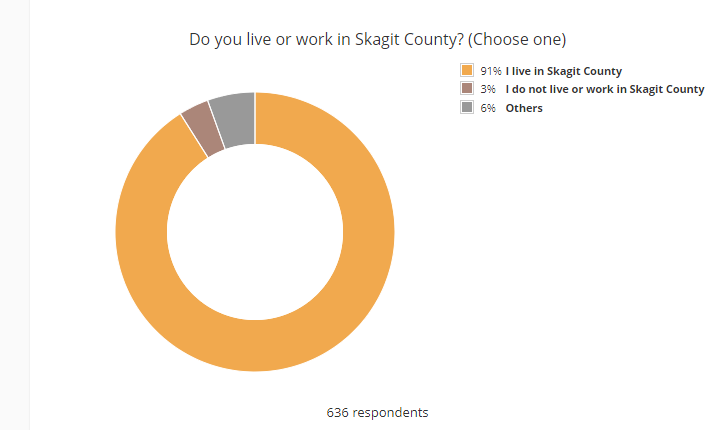 Do you live or work in Skagit County? (Choose one)
91% I live in Skagit County
3% I do not live or work in Skagit County
6% Others
636 respondents